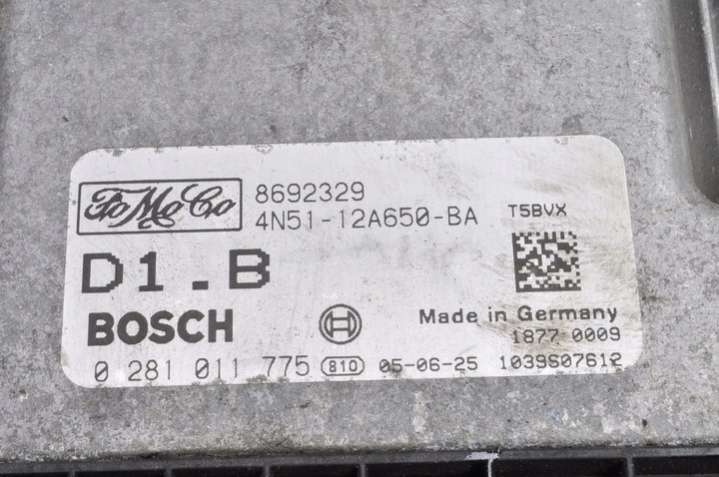 FoMoCo 8692329
4N51-12A650-BA T5BVX
D1.B
BOSCH Made in Germany
1877 0009
0 281 011 775 810 05-06-25 1039S07612